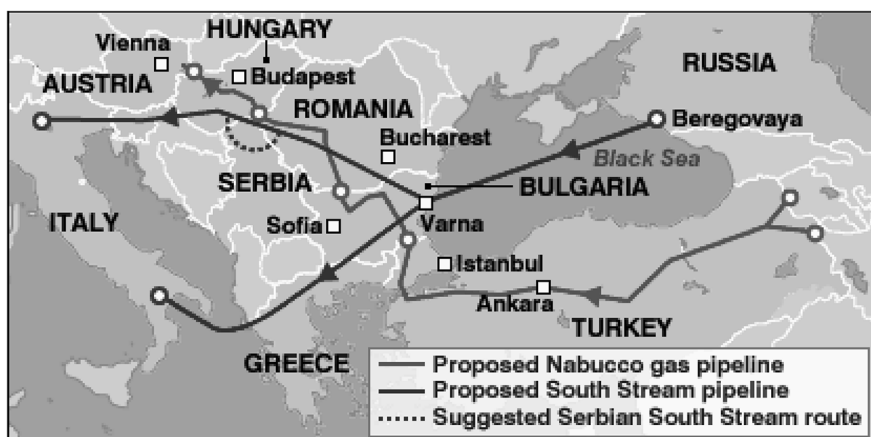 HUNGARY
Vienna
RUSSIA
AUSTRIA
Budapest
ROMANIA
Beregovaya
Bucharest
Black Sea
SERBIA
BULGARIA
ITALY
Sofia
Varna
Istanbul
Ankara
TURKEY
GREECE
Proposed Nabucco gas pipeline
Proposed South Stream pipeline
Suggested Serbian South Stream route